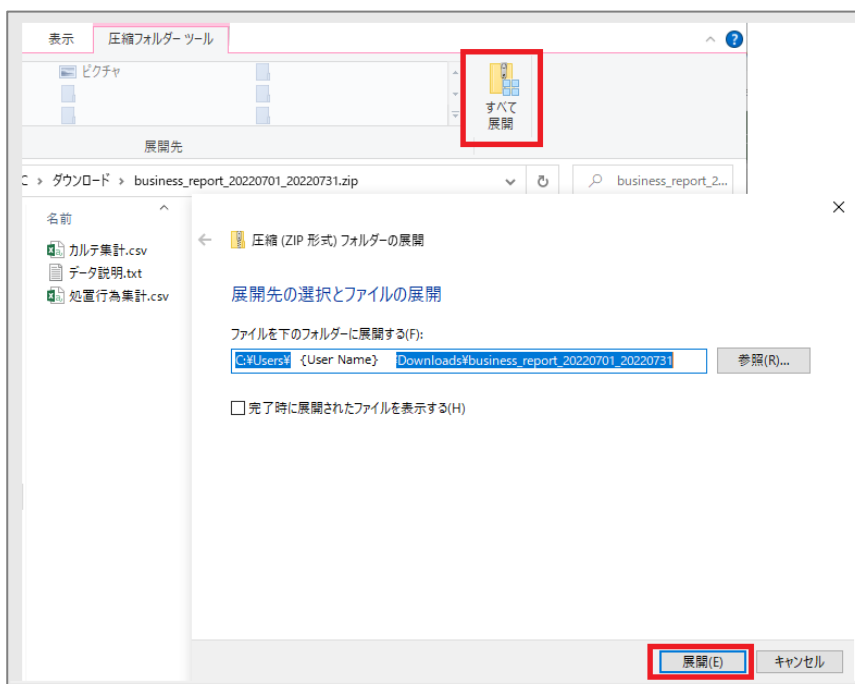 表示 圧縮フォルダー ツール
ピクチャ
すべて
展開
展開先
ダウンロード › business_report_20220701_20220731.zip
business_report_2...
名前
カルテ集計.csv
データ説明.txt
処置行為集計.csv
圧縮 (ZIP 形式) フォルダーの展開
展開先の選択とファイルの展開
ファイルを下のフォルダーに展開する(F):
C:¥Users¥ {User Name} Downloads¥business_report_20220701_20220731
参照(R)...
完了時に展開されたファイルを表示する(H)
展開(E) キャンセル